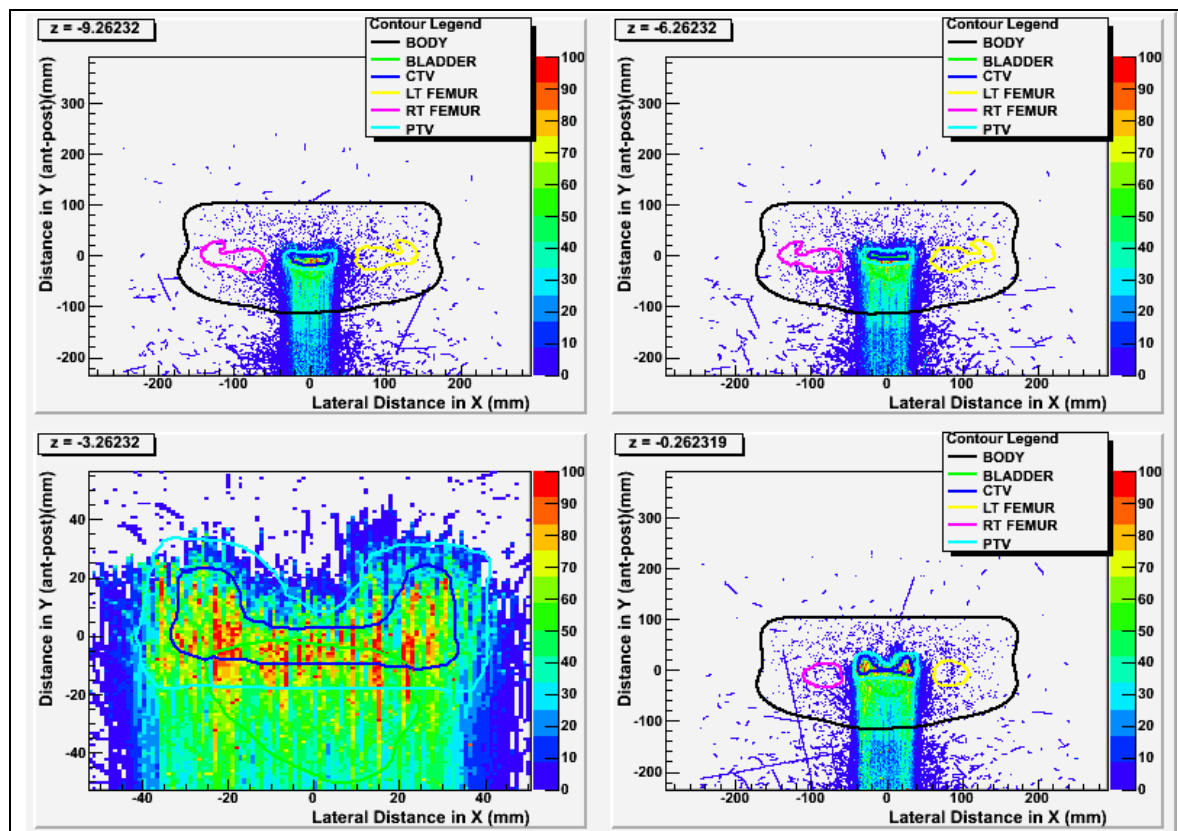 z = -9.26232
Contour Legend
BODY
BLADDER
CTV
LT FEMUR
RT FEMUR
PTV
Distance in Y (ant-post)(mm)
300
200
100
0
-100
-200
-200 -100 0 100 200
Lateral Distance in X (mm)
100
90
80
70
60
50
40
30
20
10
0
z = -6.26232
Contour Legend
BODY
BLADDER
CTV
LT FEMUR
RT FEMUR
PTV
Distance in Y (ant-post)(mm)
300
200
100
0
-100
-200
-200 -100 0 100 200
Lateral Distance in X (mm)
100
90
80
70
60
50
40
30
20
10
0
z = -3.26232
Distance in Y (ant-post)(mm)
40
20
0
-20
-40
-40 -20 0 20 40
Lateral Distance in X (mm)
100
90
80
70
60
50
40
30
20
10
0
z = -0.262319
Contour Legend
BODY
BLADDER
CTV
LT FEMUR
RT FEMUR
PTV
Distance in Y (ant-post)(mm)
300
200
100
0
-100
-200
-200 -100 0 100 200
Lateral Distance in X (mm)
100
90
80
70
60
50
40
30
20
10
0